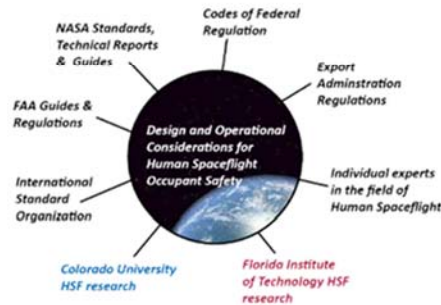 NASA Standards,
Technical Reports
& Guides
Codes of Federal
Regulation
Export
Adminstration
Regulations
FAA Guides &
Regulations
Design and Operational
Considerations for
Human Spaceflight
Occupant Safety
International
Standard
Organization
Individual experts
in the field of
Human Spaceflight
Colorado University
HSF research
Florida Institute
of Technology HSF
research